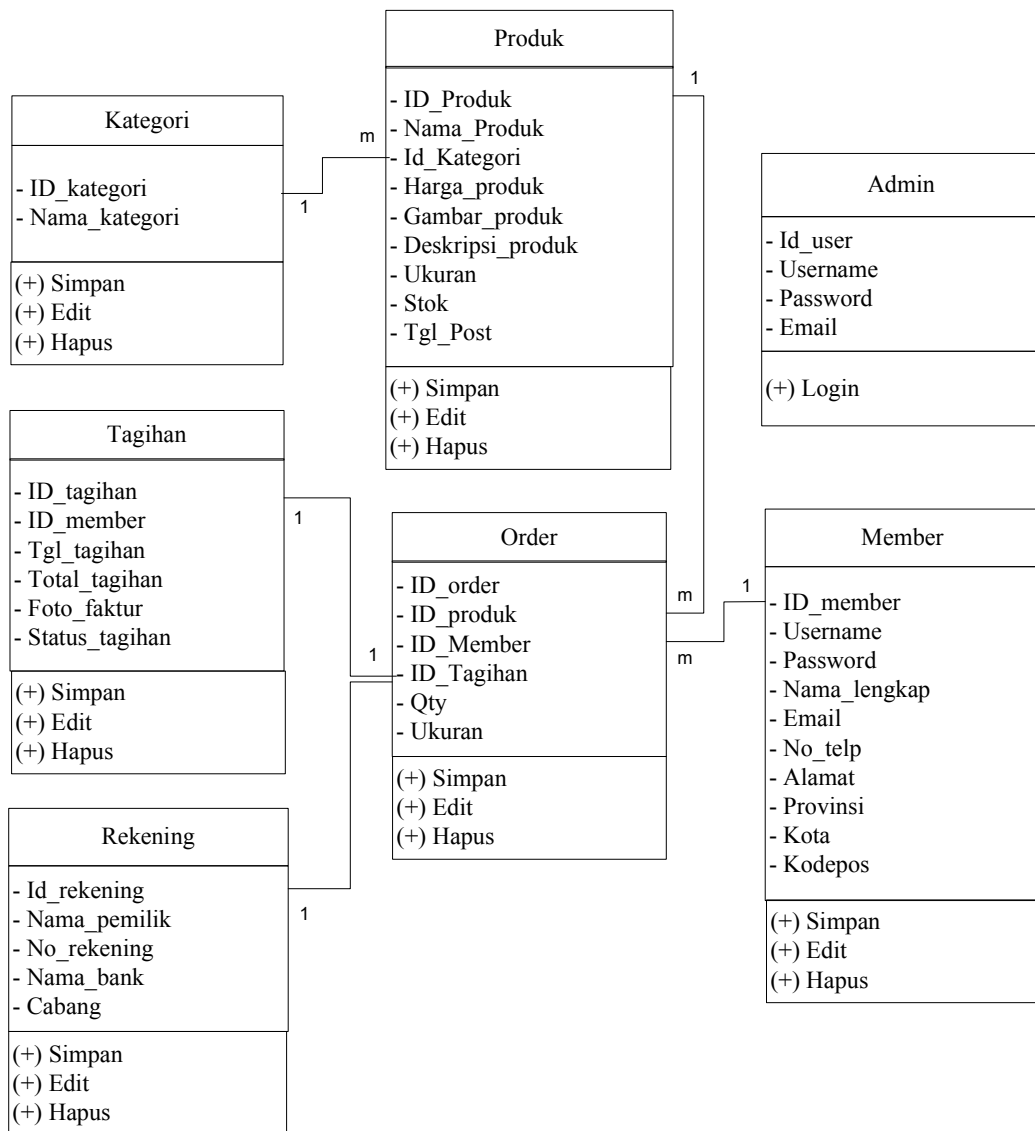 Produk
- ID_Produk
- Nama_Produk
- Id_Kategori
- Harga_produk
- Gambar_produk
- Deskripsi_produk
- Ukuran
- Stok
- Tgl_Post
(+) Simpan
(+) Edit
(+) Hapus
1
Kategori
- ID_kategori
- Nama_kategori
(+) Simpan
(+) Edit
(+) Hapus
m
1
Admin
- Id_user
- Username
- Password
- Email
(+) Login
Tagihan
- ID_tagihan
- ID_member
- Tgl_tagihan
- Total_tagihan
- Foto_faktur
- Status_tagihan
(+) Simpan
(+) Edit
(+) Hapus
1
1
Order
- ID_order
- ID_produk
- ID_Member
- ID_Tagihan
- Qty
- Ukuran
(+) Simpan
(+) Edit
(+) Hapus
m
m
1
Member
- ID_member
- Username
- Password
- Nama_lengkap
- Email
- No_telp
- Alamat
- Provinsi
- Kota
- Kodepos
(+) Simpan
(+) Edit
(+) Hapus
Rekening
- Id_rekening
- Nama_pemilik
- No_rekening
- Nama_bank
- Cabang
(+) Simpan
(+) Edit
(+) Hapus
1